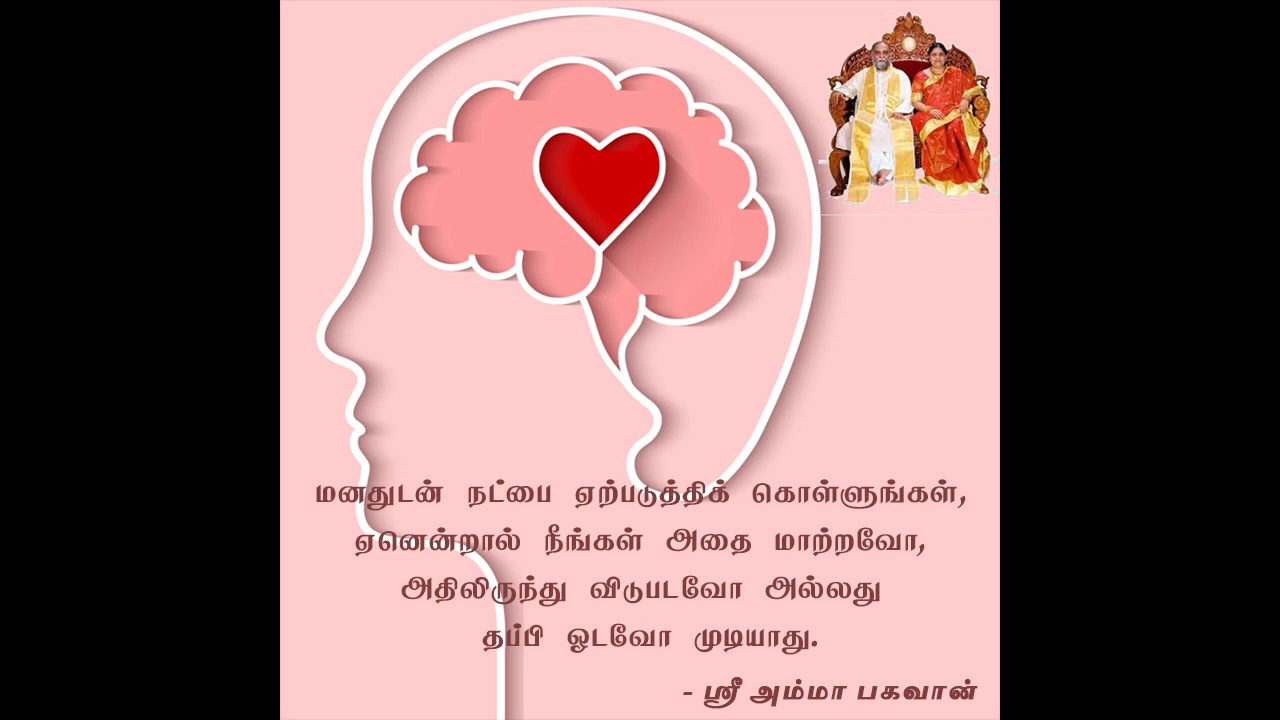 மனதுடன் நட்பை ஏற்படுத்திக் கொள்ளுங்கள்,
ஏனென்றால் நீங்கள் அதை மாற்றவோ,
அதிலிருந்து விடுபடவோ அல்லது
தப்பி ஓடவோ முடியாது.
- ஸ்ரீ அம்மா பகவான்